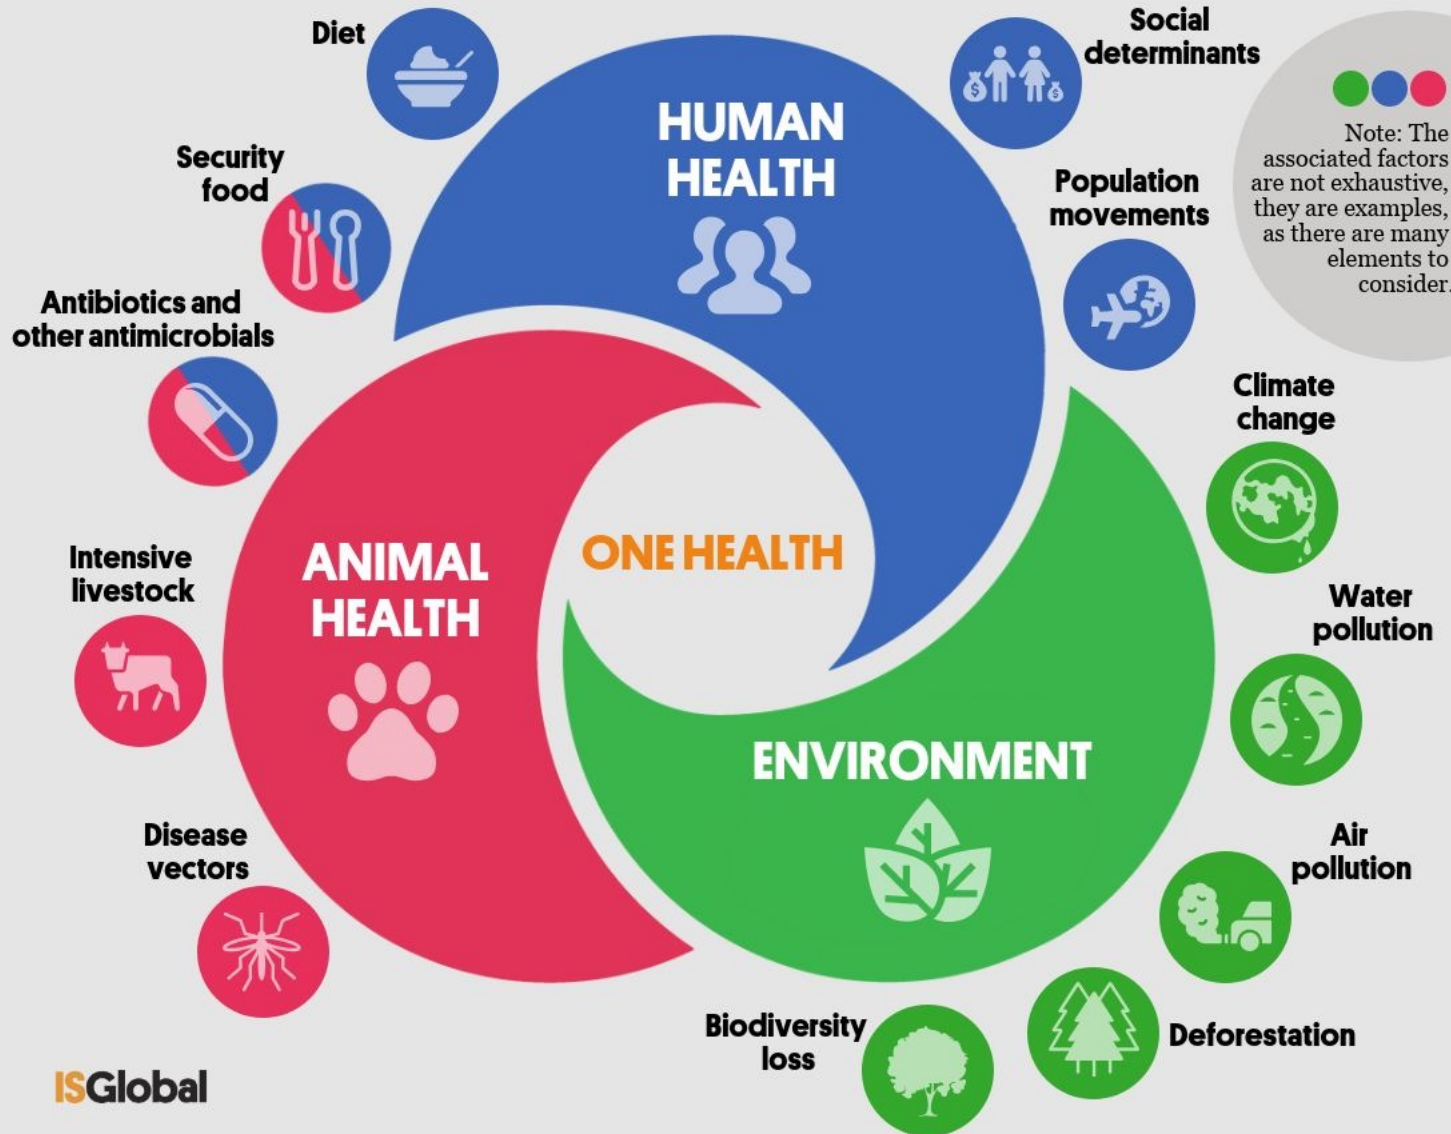 Diet
Social
determinants
HUMAN
HEALTH
Note: The
associated factors
are not exhaustive,
they are examples,
as there are many
elements to
consider.
Security
food
Population
movements
Antibiotics and
other antimicrobials
Climate
change
ONE HEALTH
ANIMAL
HEALTH
Intensive
livestock
Water
pollution
ENVIRONMENT
Disease
vectors
Air
pollution
Biodiversity
loss
Deforestation
ISGlobal